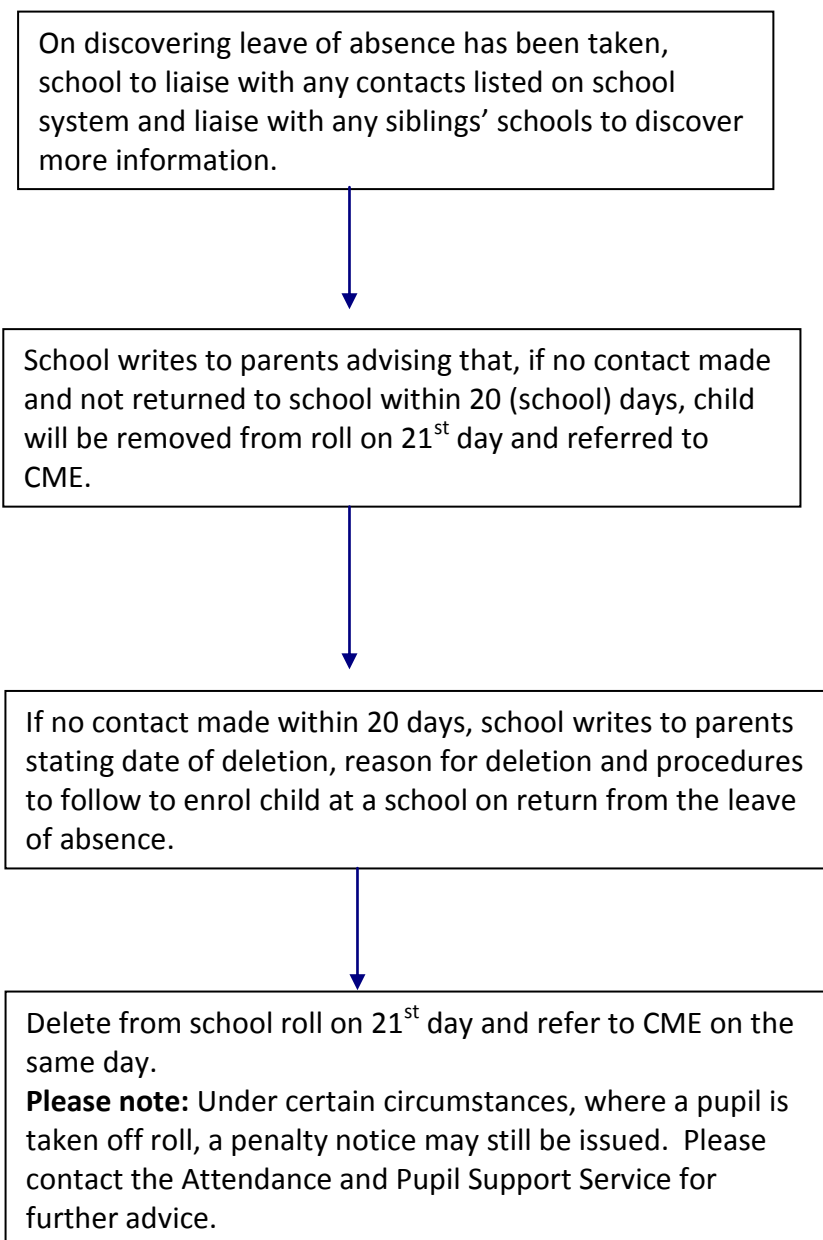 On discovering leave of absence has been taken,
school to liaise with any contacts listed on school
system and liaise with any siblings’ schools to discover
more information.
School writes to parents advising that, if no contact made
and not returned to school within 20 (school) days, child
will be removed from roll on 21st day and referred to
CME.
If no contact made within 20 days, school writes to parents
stating date of deletion, reason for deletion and procedures
to follow to enrol child at a school on return from the leave
of absence.
Delete from school roll on 21st day and refer to CME on the
same day.
Please note: Under certain circumstances, where a pupil is
taken off roll, a penalty notice may still be issued.  Please
contact the Attendance and Pupil Support Service for
further advice.